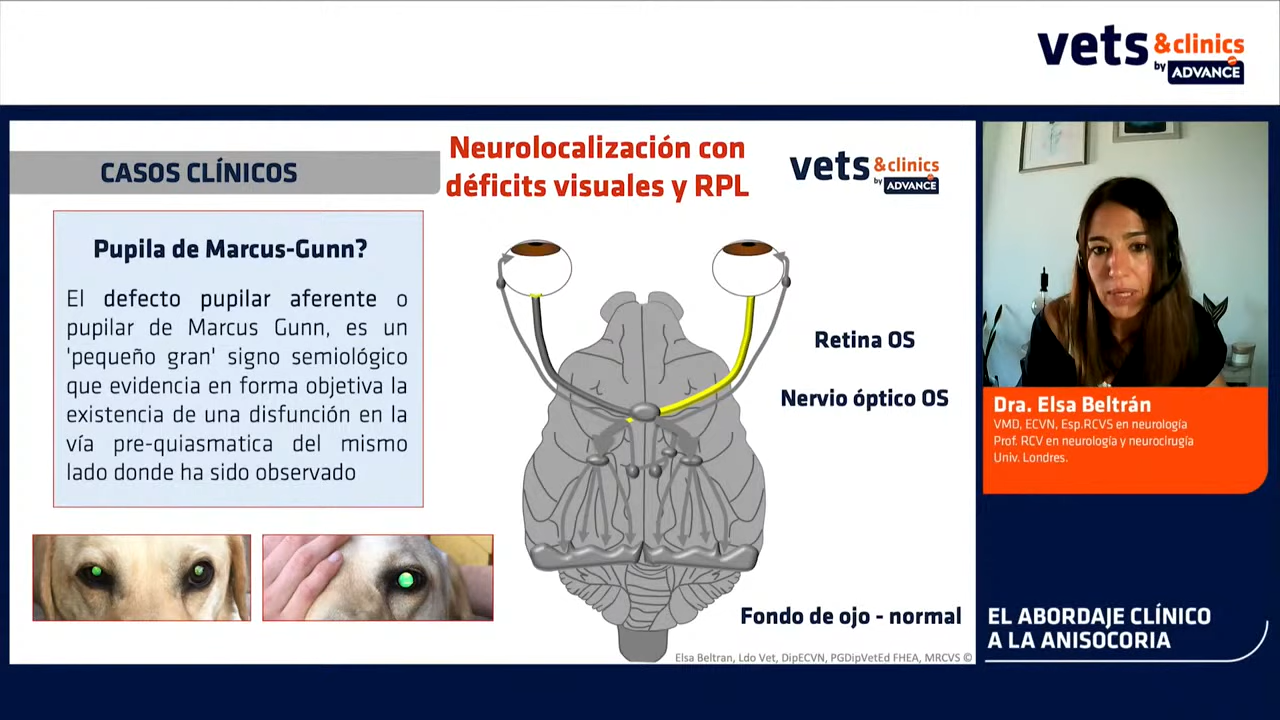 vets &clinics
by ADVANCE
CASOS CLÍNICOS
Neurolocalización con
déficits visuales y RPL
vets &clinics
by ADVANCE
Pupila de Marcus-Gunn?
El defecto pupilar aferente o
pupilar de Marcus Gunn, es un
'pequeño gran' signo semiológico
que evidencia en forma objetiva la
existencia de una disfunción en la
vía pre-quiasmatica del mismo
lado donde ha sido observado
Retina OS
Nervio óptico OS
Fondo de ojo - normal
Elsa Beltran, Ldo Vet, DipECVN, PGDipVetEd FHEA, MRCVS ©
Dra. Elsa Beltrán
VMD, ECVN, Esp.RCVS en neurología
Prof. RCV en neurología y neurocirugía
Univ. Londres.
EL ABORDAJE CLÍNICO
A LA ANISOCORIA